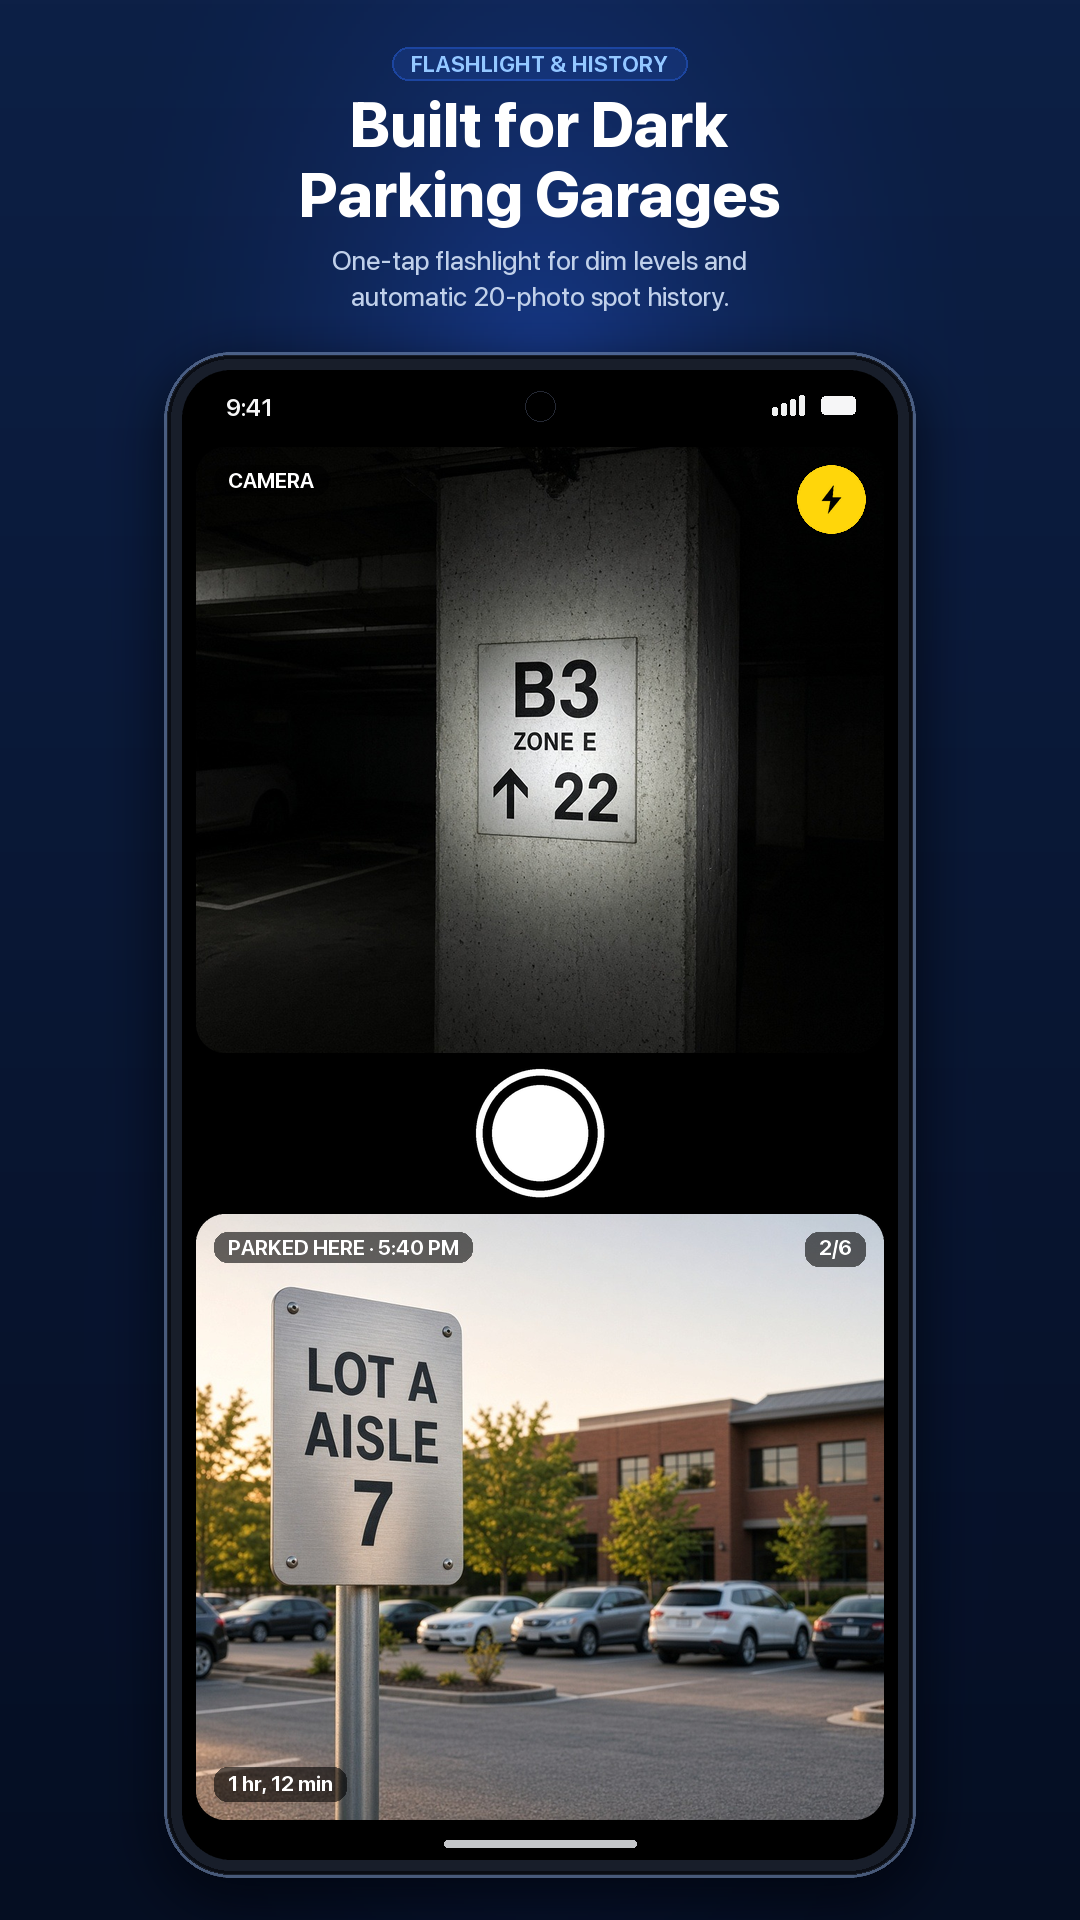 FLASHLIGHT & HISTORY
Built for Dark
Parking Garages
One-tap flashlight for dim levels and
automatic 20-photo spot history.
9:41
CAMERA
B3
ZONE E
↑ 22
PARKED HERE · 5:40 PM
2/6
LOT A
AISLE
7
1 hr, 12 min